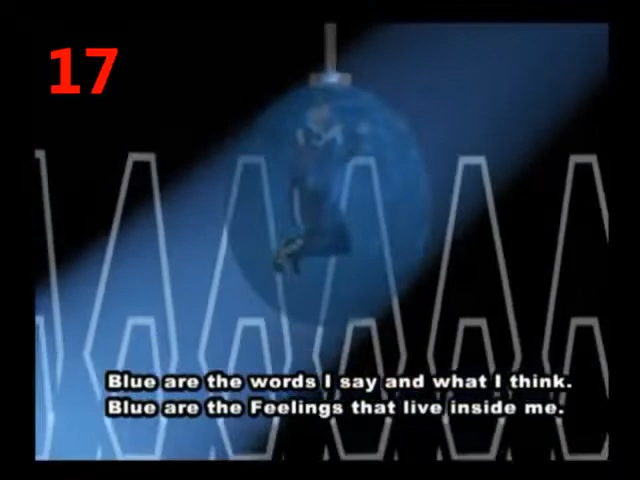 17
Blue are the words I say and what I think.
Blue are the Feelings that live inside me.